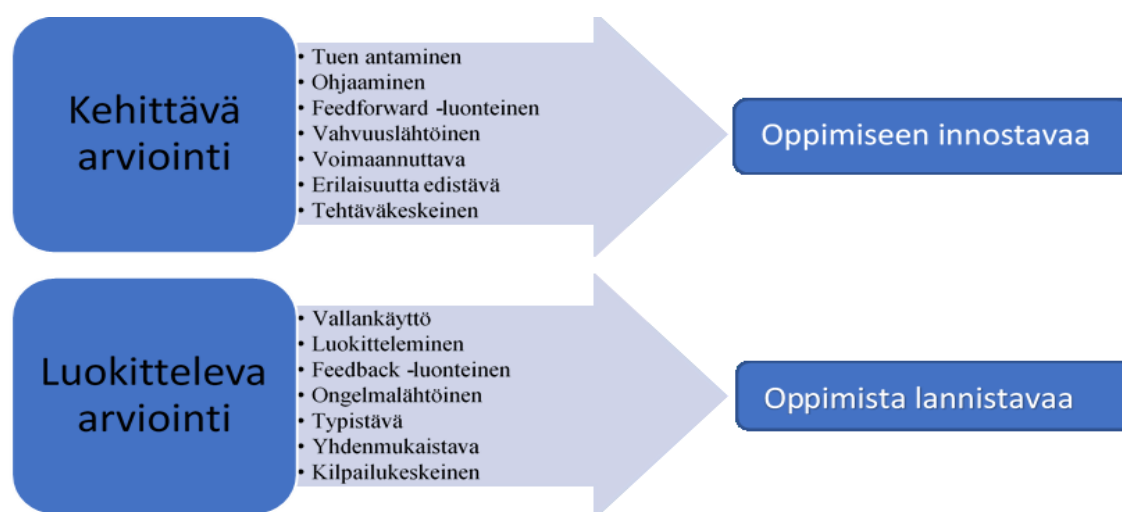 Kehittävä
arviointi
• Tuen antaminen
• Ohjaaminen
• Feedforward -luonteinen
• Vahvuuslähtöinen
• Voimaannuttava
• Erilaisuutta edistävä
• Tehtäväkeskeinen
Oppimiseen innostavaa
Luokitteleva
arviointi
• Vallankäyttö
• Luokitteleminen
• Feedback -luonteinen
• Ongelmalähtöinen
• Typistävä
• Yhdenmukaistava
• Kilpailukeskeinen
Oppimista lannistavaa